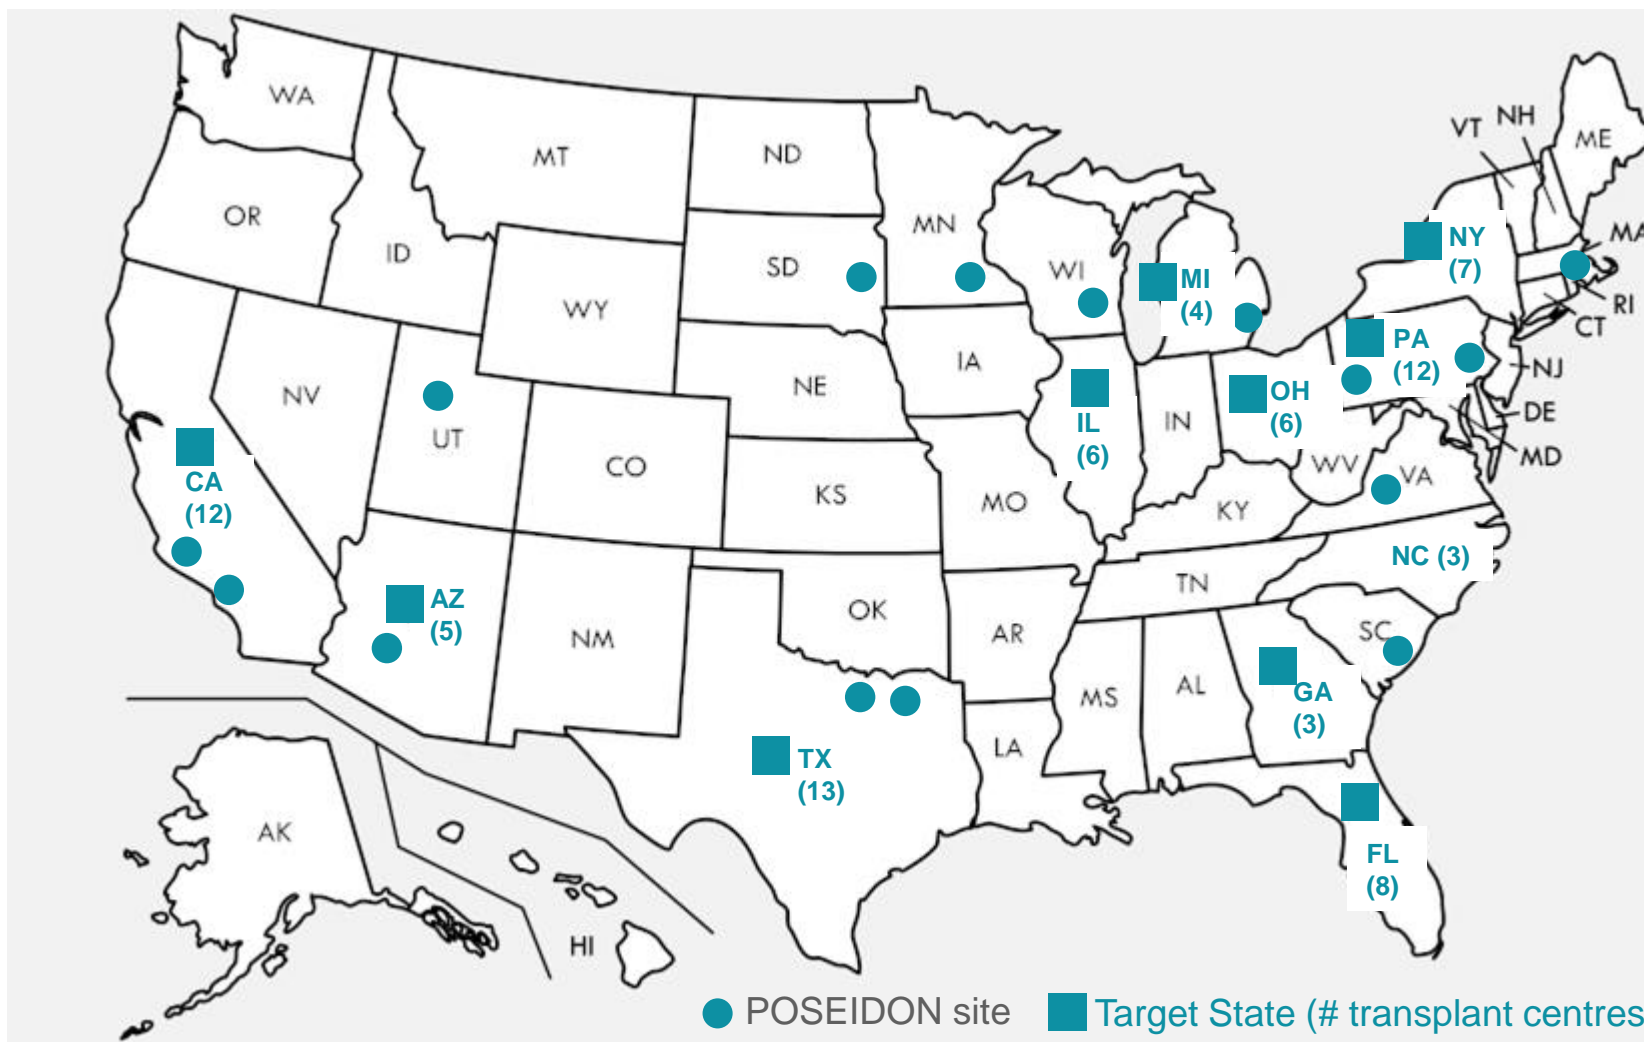 WA
MT
ND
MN
VT
NH
ME
OR
ID
SD
WI
MI
(4)
NY
(7)
MA
WY
RI
CT
NV
UT
NE
IA
IL
(6)
IN
OH
(6)
PA
(12)
NJ
DE
MD
CA
(12)
CO
KS
MO
WV
VA
KY
NC (3)
AZ
(5)
NM
OK
AR
TN
SC
MS
AL
GA
(3)
LA
TX
(13)
FL
(8)
AK
HI
POSEIDON site
Target State (# transplant centres